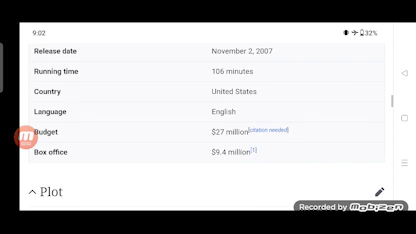 9:02
32%
Release date November 2, 2007
Running time 106 minutes
Country United States
Language English
Budget $27 million[citation needed]
Box office $9.4 million[1]
Plot
Recorded by Mobizen